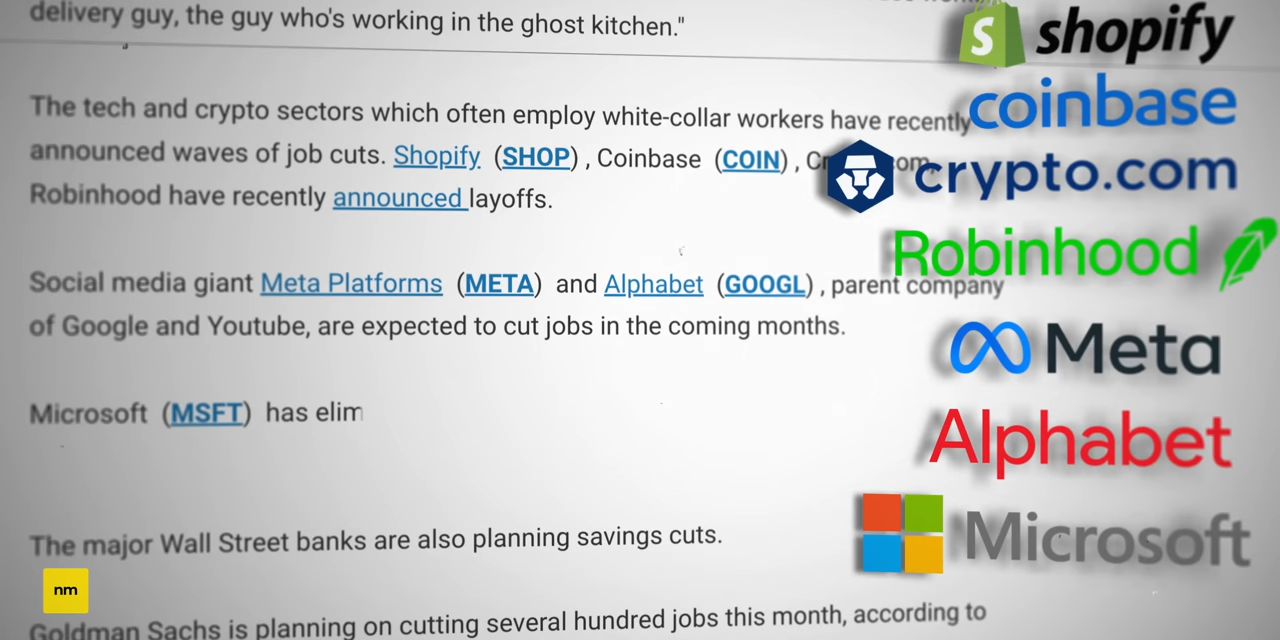 delivery guy, the guy who's working in the ghost kitchen."
The tech and crypto sectors which often employ white-collar workers have recently
announced waves of job cuts. Shopify (SHOP) , Coinbase (COIN) , Cr om
Robinhood have recently announced layoffs.
Social media giant Meta Platforms (META) and Alphabet (GOOGL) , parent company
of Google and Youtube, are expected to cut jobs in the coming months.
Microsoft (MSFT) has elim
The major Wall Street banks are also planning savings cuts.
Goldman Sachs is planning on cutting several hundred jobs this month, according to
S shopify
coinbase
crypto.com
Robinhood
Meta
Alphabet
Microsoft
nm